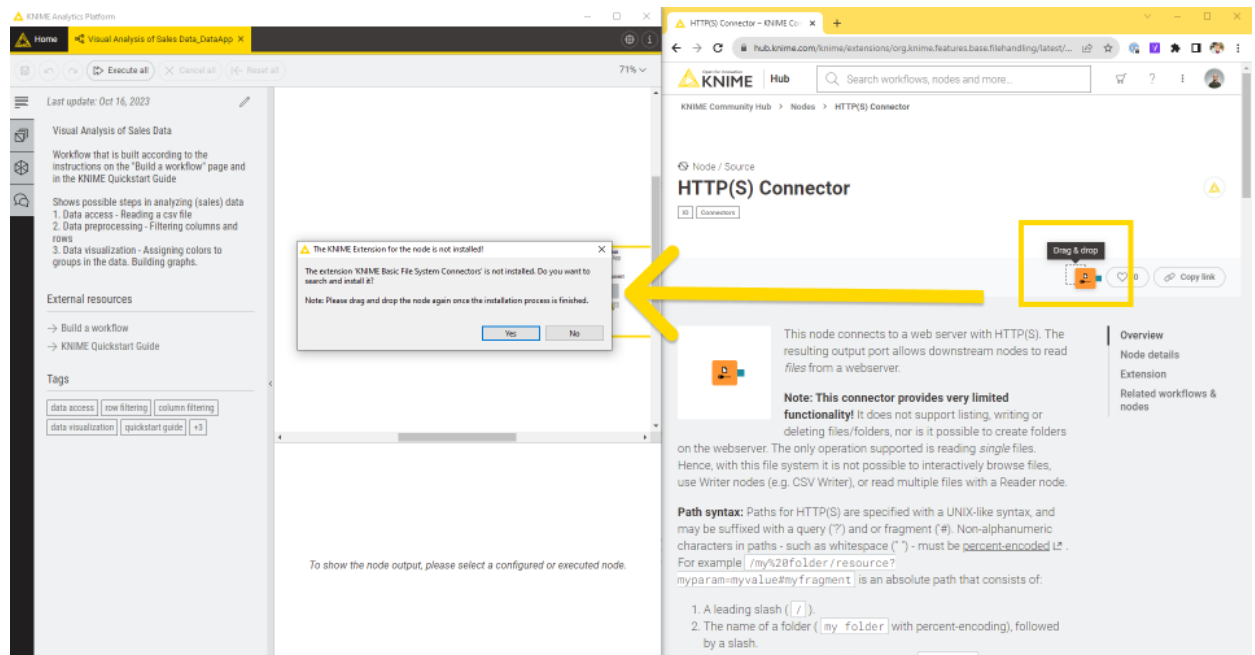 KNIME Analytics Platform
Home
Visual Analysis of Sales Data_DataApp
Execute all
Cancel all
Reset all
71%
Last update: Oct 16, 2023
Visual Analysis of Sales Data
Workflow that is built according to the
instructions on the "Build a workflow" page and
in the KNIME Quickstart Guide
Shows possible steps in analyzing (sales) data
1. Data access - Reading a csv file
2. Data preprocessing - Filtering columns and
rows
3. Data visualization - Assigning colors to
groups in the data. Building graphs.
External resources
→ Build a workflow
→ KNIME Quickstart Guide
Tags
data access
row filtering
column filtering
data visualization
quickstart guide
+3
The KNIME Extension for the node is not installed!
The extension 'KNIME Basic File System Connectors' is not installed. Do you want to
search and install it?
Note: Please drag and drop the node again once the installation process is finished.
Yes
No
To show the node output, please select a configured or executed node.
HTTP(S) Connector – KNIME Co
hub.knime.com/knime/extensions/org.knime.features.base.filehandling/latest/...
Open for Innovation
KNIME
Hub
Search workflows, nodes and more...
KNIME Community Hub > Nodes > HTTP(S) Connector
Node / Source
HTTP(S) Connector
IO
Connectors
Drag & drop
0
Copy link
This node connects to a web server with HTTP(S). The
resulting output port allows downstream nodes to read
files from a webserver.
Note: This connector provides very limited
functionality! It does not support listing, writing or
deleting files/folders, nor is it possible to create folders
on the webserver. The only operation supported is reading single files.
Hence, with this file system it is not possible to interactively browse files,
use Writer nodes (e.g. CSV Writer), or read multiple files with a Reader node.
Path syntax: Paths for HTTP(S) are specified with a UNIX-like syntax, and
may be suffixed with a query ('?') and or fragment ('#'). Non-alphanumeric
characters in paths - such as whitespace (" ") - must be percent-encoded .
For example /my%20folder/resource?
myparam=myvalue#myfragment is an absolute path that consists of:
1. A leading slash ( / ).
2. The name of a folder ( my folder with percent-encoding), followed
by a slash.
Overview
Node details
Extension
Related workflows &
nodes